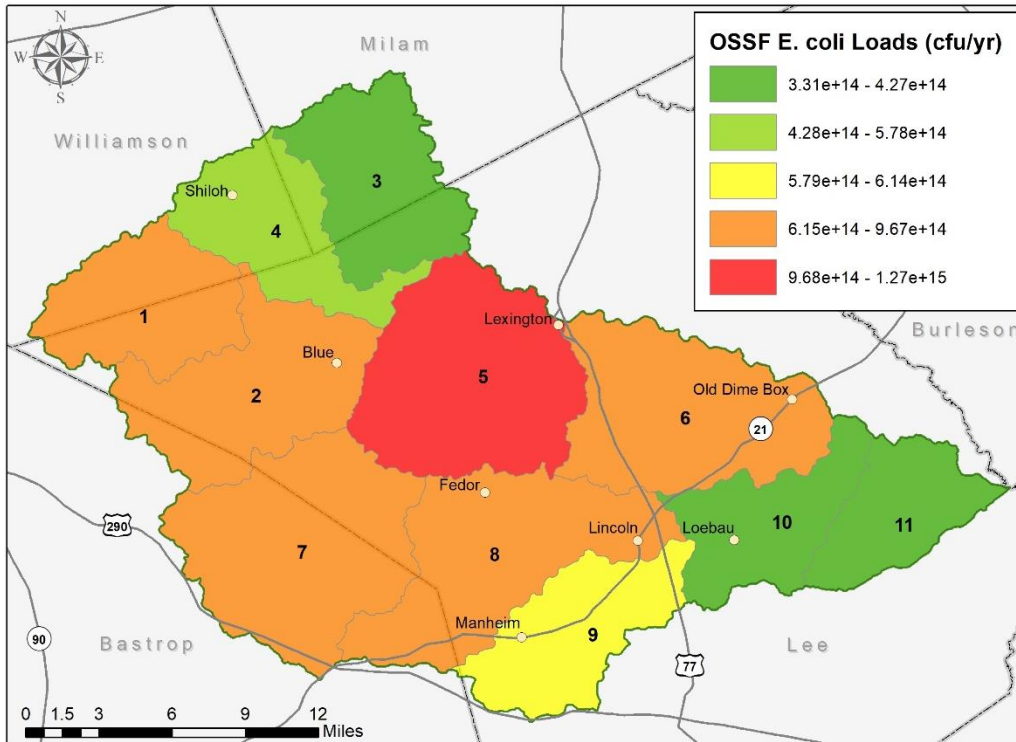 N
W E
S
Milam
OSSF E. coli Loads (cfu/yr)
3.31e+14 - 4.27e+14
4.28e+14 - 5.78e+14
5.79e+14 - 6.14e+14
6.15e+14 - 9.67e+14
9.68e+14 - 1.27e+15
Williamson
3
Shiloh
4
1
Lexington
Burleson
Blue
5
2
Old Dime Box
6
21
Fedor
10
11
290
Lincoln
Loebau
7
8
Manheim
9
90
Bastrop
Lee
77
0 1.5 3 6 9 12
Miles